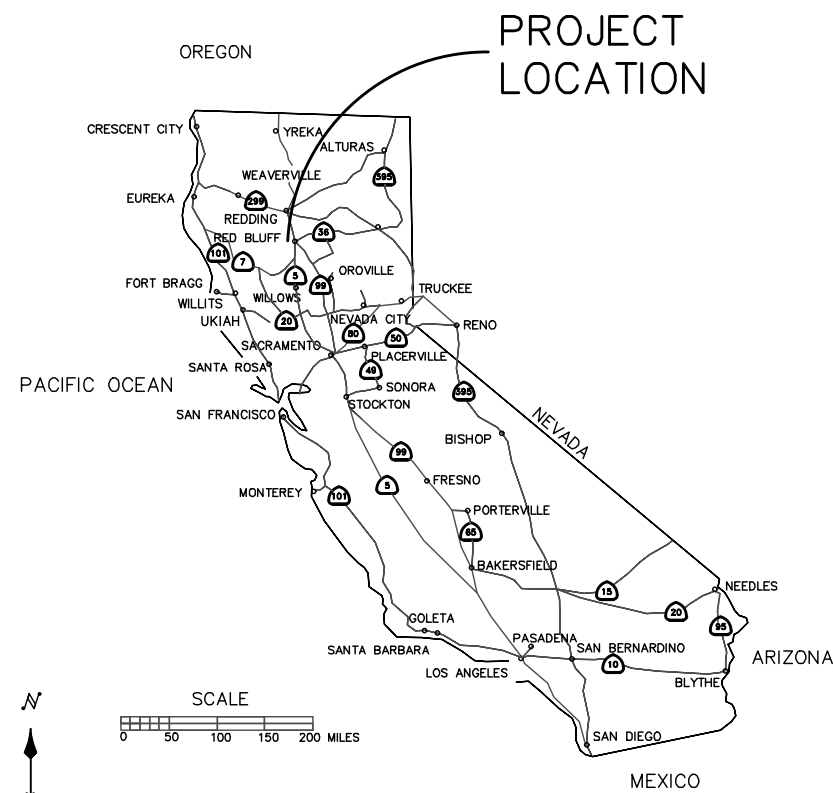 PROJECT
LOCATION
OREGON
CRESCENT CITY
YREKA
ALTURAS
WEAVERVILLE
395
EUREKA
299
REDDING
36
RED BLUFF
101
7
5
OROVILLE
99
FORT BRAGG
WILLITS
WILLOWS
TRUCKEE
UKIAH
20
NEVADA CITY
80
50
RENO
SACRAMENTO
PLACERVILLE
SANTA ROSA
49
PACIFIC OCEAN
SONORA
395
STOCKTON
SAN FRANCISCO
NEVADA
BISHOP
99
5
FRESNO
MONTEREY
101
PORTERVILLE
65
BAKERSFIELD
15
NEEDLES
20
95
GOLETA
SANTA BARBARA
PASADENA
SAN BERNARDINO
ARIZONA
LOS ANGELES
10
BLYTHE
N
SCALE
0 50 100 150 200 MILES
SAN DIEGO
MEXICO